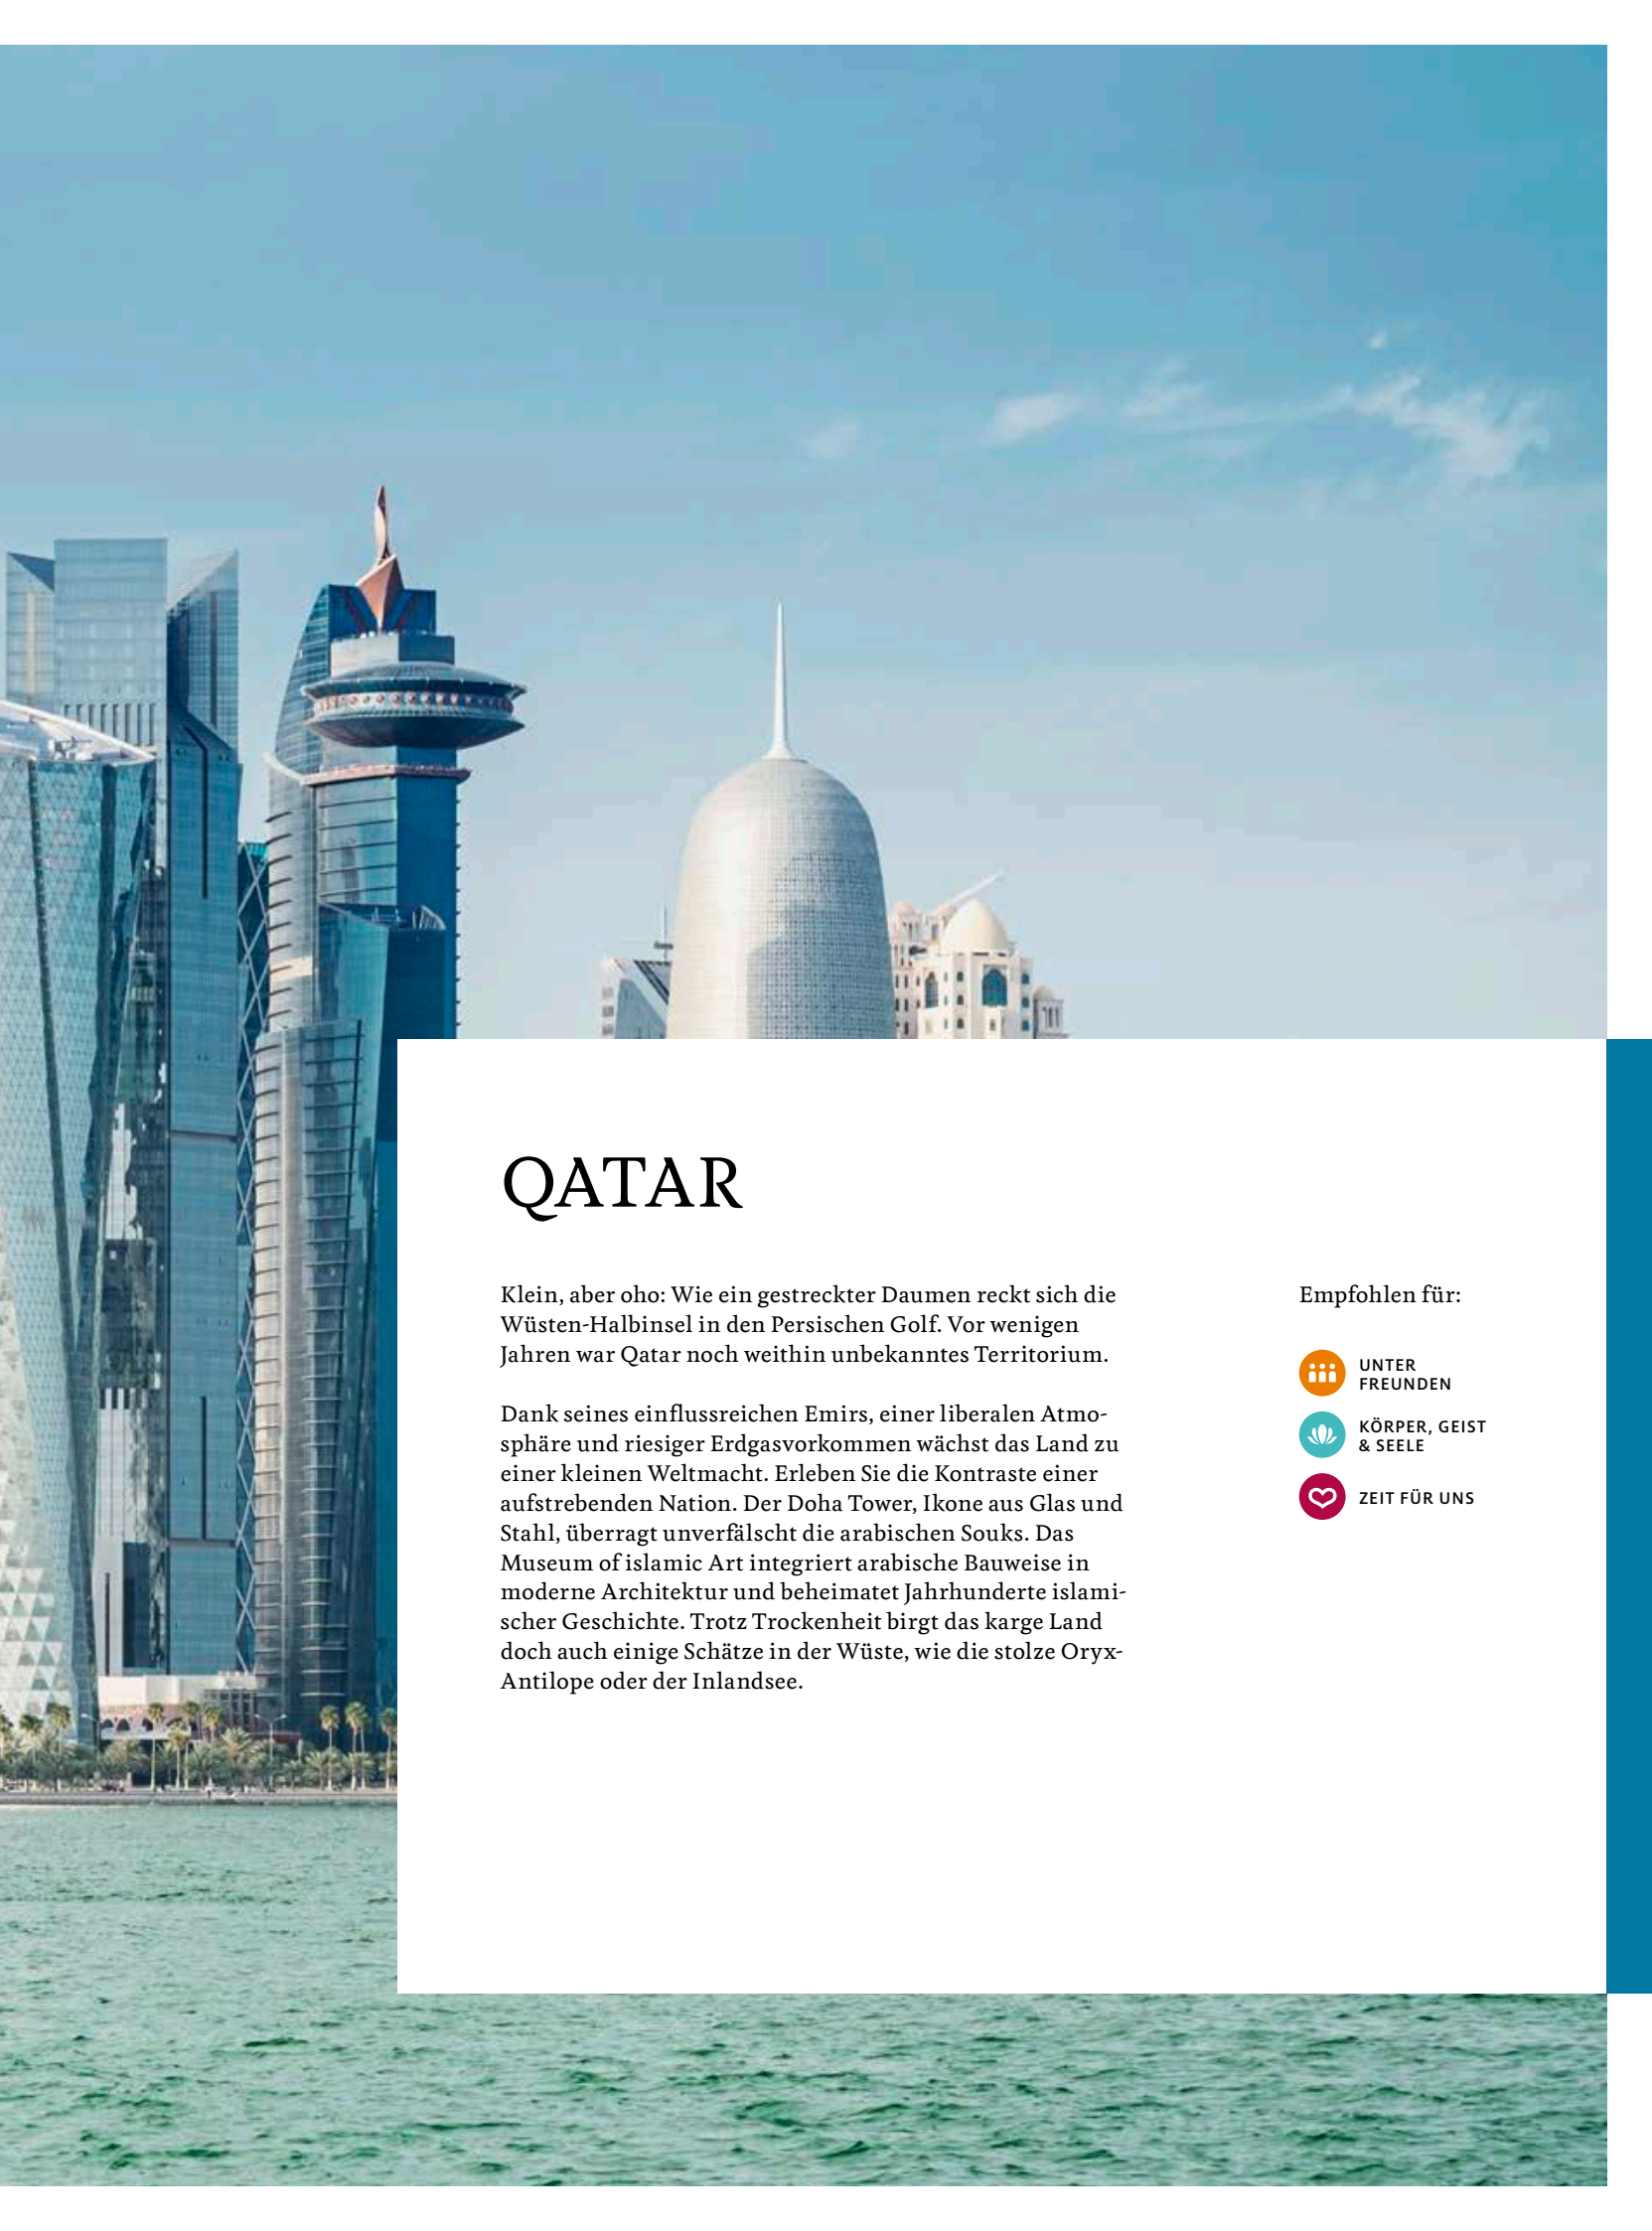 QATAR
Klein, aber oho: Wie ein gestreckter Daumen reckt sich die
Wüsten-Halbinsel in den Persischen Golf. Vor wenigen
Jahren war Qatar noch weithin unbekanntes Territorium.
Dank seines einflussreichen Emirs, einer liberalen Atmo-
sphäre und riesiger Erdgasvorkommen wächst das Land zu
einer kleinen Weltmacht. Erleben Sie die Kontraste einer
aufstrebenden Nation. Der Doha Tower, Ikone aus Glas und
Stahl, überragt unverfälscht die arabischen Souks. Das
Museum of islamic Art integriert arabische Bauweise in
moderne Architektur und beheimatet Jahrhunderte islami-
scher Geschichte. Trotz Trockenheit birgt das karge Land
doch auch einige Schätze in der Wüste, wie die stolze Oryx-
Antilope oder der Inlandsee.
Empfohlen für:
UNTER
FREUNDEN
KÖRPER, GEIST
& SEELE
ZEIT FÜR UNS